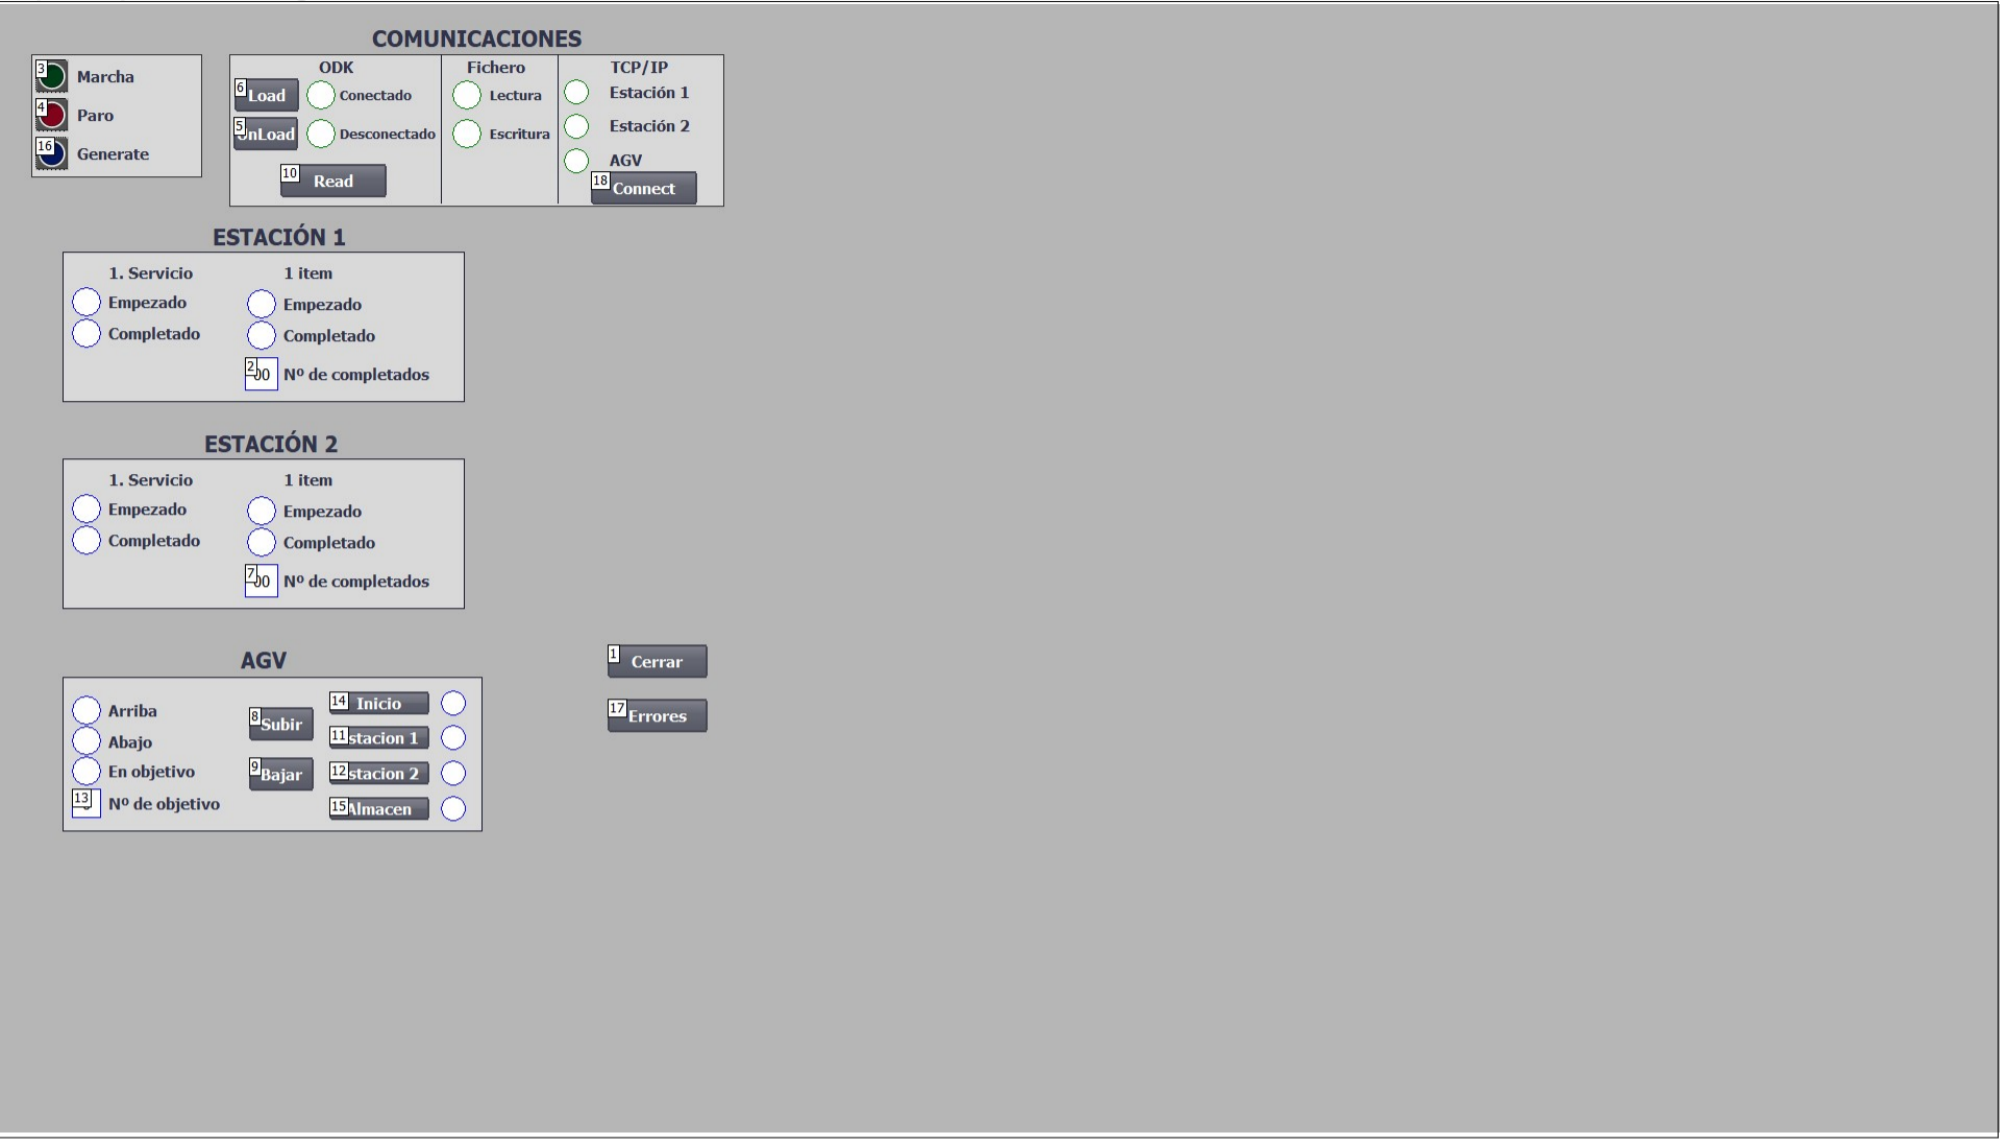 COMUNICACIONES
3 Marcha
4 Paro
16 Generate
ODK
6 Load Conectado
5 UnLoad Desconectado
10 Read
Fichero
Lectura
Escritura
TCP/IP
Estación 1
Estación 2
AGV
18 Connect
ESTACIÓN 1
1. Servicio 1 item
Empezado Empezado
Completado Completado
2 00 Nº de completados
ESTACIÓN 2
1. Servicio 1 item
Empezado Empezado
Completado Completado
7 00 Nº de completados
AGV
Arriba
Abajo
En objetivo
13 Nº de objetivo
8 Subir
9 Bajar
14 Inicio
11 stacion 1
12 stacion 2
15 Almacen
1 Cerrar
17 Errores